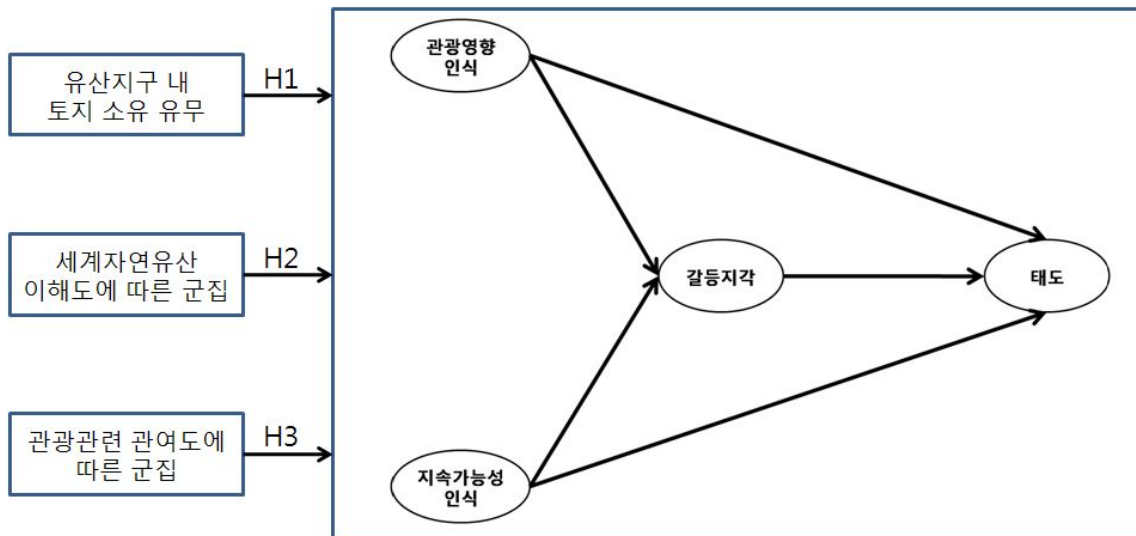 관광영향
인식
유산지구 내
토지 소유 유무
H1
세계자연유산
이해도에 따른 군집
H2
갈등지각
태도
관광관련 관여도에
따른 군집
H3
지속가능성
인식